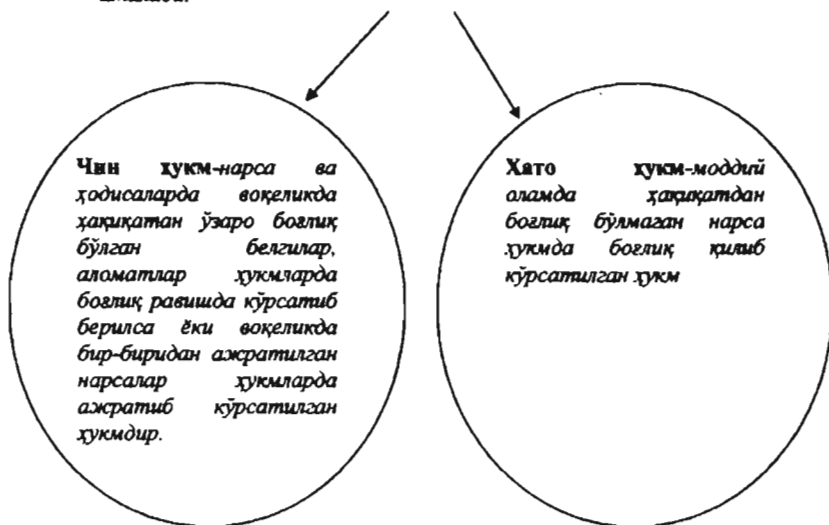 Чин ҳукм-нарса ва
ҳодисаларда воқеликда
ҳақиқатан ўзаро боғлиқ
бўлган белгилар,
аломатлар ҳукмларда
боғлиқ равишда кўрсатиб
берилса ёки воқеликда
бир-биридан ажратилган
нарсалар ҳукмларда
ажратиб кўрсатилган
ҳукмдир.
Хато ҳукм-моддий
оламда ҳақиқатдан
боғлиқ бўлмаган нарса
ҳукмда боғлиқ қилиб
кўрсатилган ҳукм